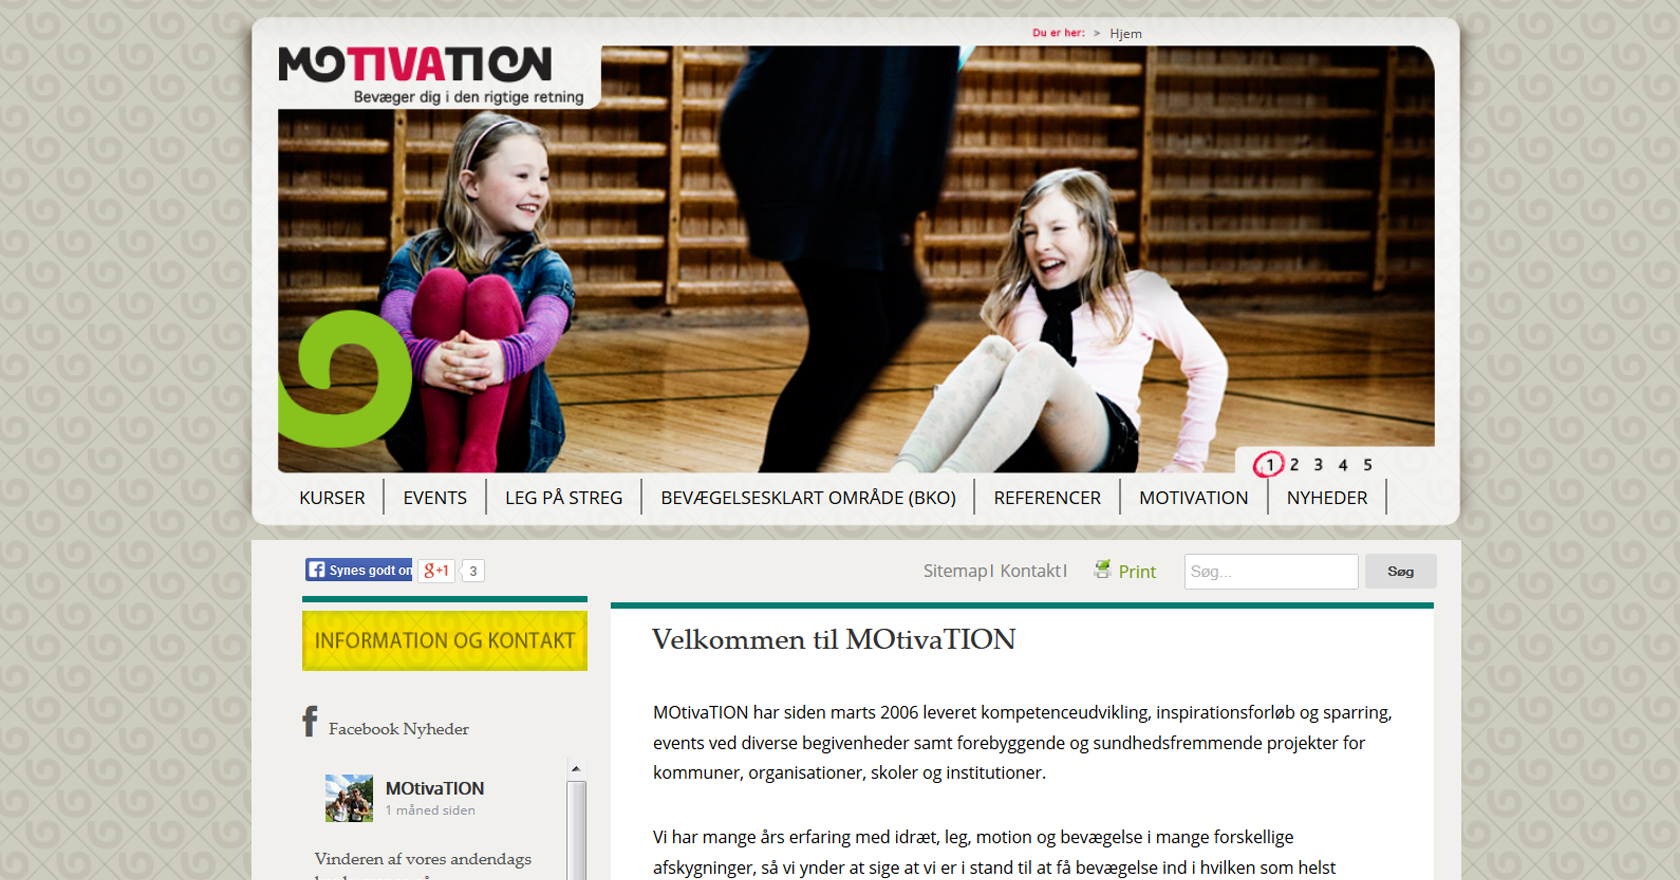 Du er her: > Hjem
MOTIVATION
Bevæger dig i den rigtige retning
1 2 3 4 5
KURSER
EVENTS
LEG PÅ STREG
BEVÆGELSESKLART OMRÅDE (BKO)
REFERENCER
MOTIVATION
NYHEDER
Synes godt om
g+1
3
Sitemap| Kontakt|
Print
Søg...
Søg
INFORMATION OG KONTAKT
Facebook Nyheder
MOtivaTION
1 måned siden
Vinderen af vores andendags
Velkommen til MOtivaTION
MOtivaTION har siden marts 2006 leveret kompetenceudvikling, inspirationsforløb og sparring,
events ved diverse begivenheder samt forebyggende og sundhedsfremmende projekter for
kommuner, organisationer, skoler og institutioner.
Vi har mange års erfaring med idræt, leg, motion og bevægelse i mange forskellige
afskygninger, så vi ynder at sige at vi er i stand til at få bevægelse ind i hvilken som helst